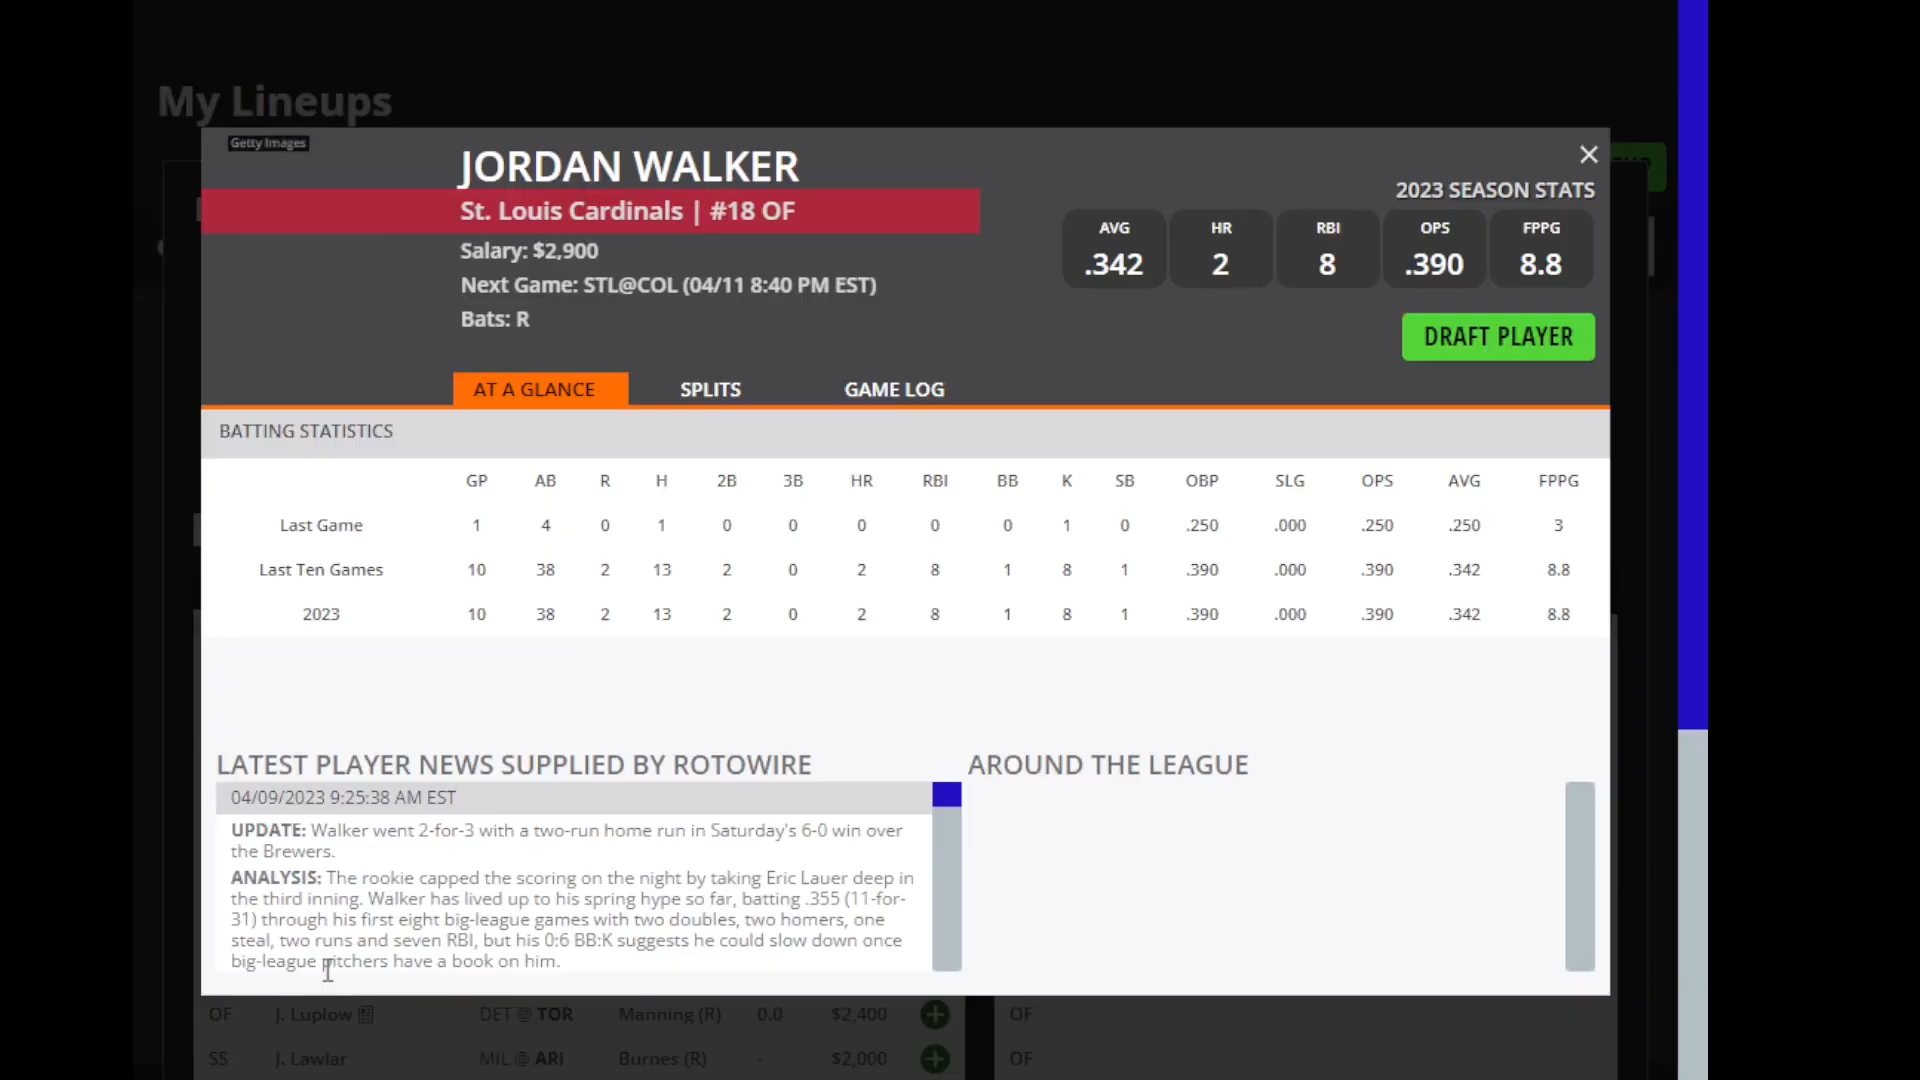 My Lineups
Getty Images
JORDAN WALKER
St. Louis Cardinals | #18 OF
Salary: $2,900
Next Game: STL@COL (04/11 8:40 PM EST)
Bats: R
2023 SEASON STATS
AVG HR RBI OPS FPPG
.342 2 8 .390 8.8
DRAFT PLAYER
AT A GLANCE SPLITS GAME LOG
BATTING STATISTICS
GP AB R H 2B 3B HR RBI BB K SB OBP SLG OPS AVG FPPG
Last Game 1 4 0 1 0 0 0 0 0 1 0 .250 .000 .250 .250 3
Last Ten Games 10 38 2 13 2 0 2 8 1 8 1 .390 .000 .390 .342 8.8
2023 10 38 2 13 2 0 2 8 1 8 1 .390 .000 .390 .342 8.8
LATEST PLAYER NEWS SUPPLIED BY ROTOWIRE
04/09/2023 9:25:38 AM EST
UPDATE: Walker went 2-for-3 with a two-run home run in Saturday's 6-0 win over
the Brewers.
ANALYSIS: The rookie capped the scoring on the night by taking Eric Lauer deep in
the third inning. Walker has lived up to his spring hype so far, batting .355 (11-for-
31) through his first eight big-league games with two doubles, two homers, one
steal, two runs and seven RBI, but his 0:6 BB:K suggests he could slow down once
big-league pitchers have a book on him.
AROUND THE LEAGUE
OF J. Luplow DET @ TOR Manning (R) 0.0 $2,400 OF
SS J. Lawlar MIL @ ARI Burnes (R) - $2,000 OF